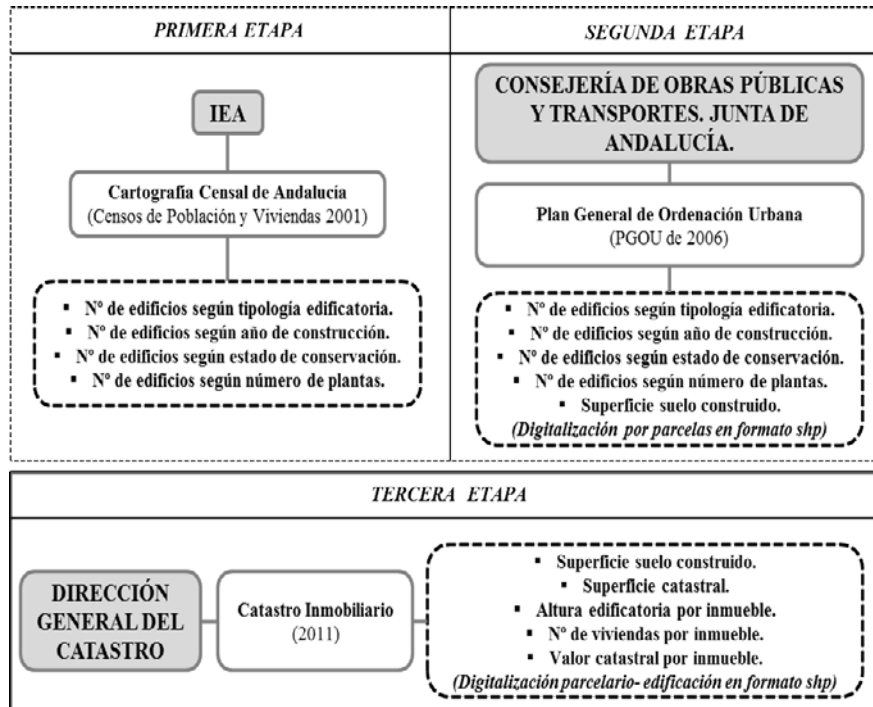 PRIMERA ETAPA
IEA
Cartografía Censal de Andalucía
(Censos de Población y Viviendas 2001)
▪ Nº de edificios según tipología edificatoria.
▪ Nº de edificios según año de construcción.
▪ Nº de edificios según estado de conservación.
▪ Nº de edificios según número de plantas.
SEGUNDA ETAPA
CONSEJERÍA DE OBRAS PÚBLICAS
Y TRANSPORTES. JUNTA DE
ANDALUCÍA.
Plan General de Ordenación Urbana
(PGOU de 2006)
▪ Nº de edificios según tipología edificatoria.
▪ Nº de edificios según año de construcción.
▪ Nº de edificios según estado de conservación.
▪ Nº de edificios según número de plantas.
▪ Superficie suelo construido.
(Digitalización por parcelas en formato shp)
TERCERA ETAPA
DIRECCIÓN
GENERAL DEL
CATASTRO
Catastro Inmobiliario
(2011)
▪ Superficie suelo construido.
▪ Superficie catastral.
▪ Altura edificatoria por inmueble.
▪ Nº de viviendas por inmueble.
▪ Valor catastral por inmueble.
(Digitalización parcelario- edificación en formato shp)